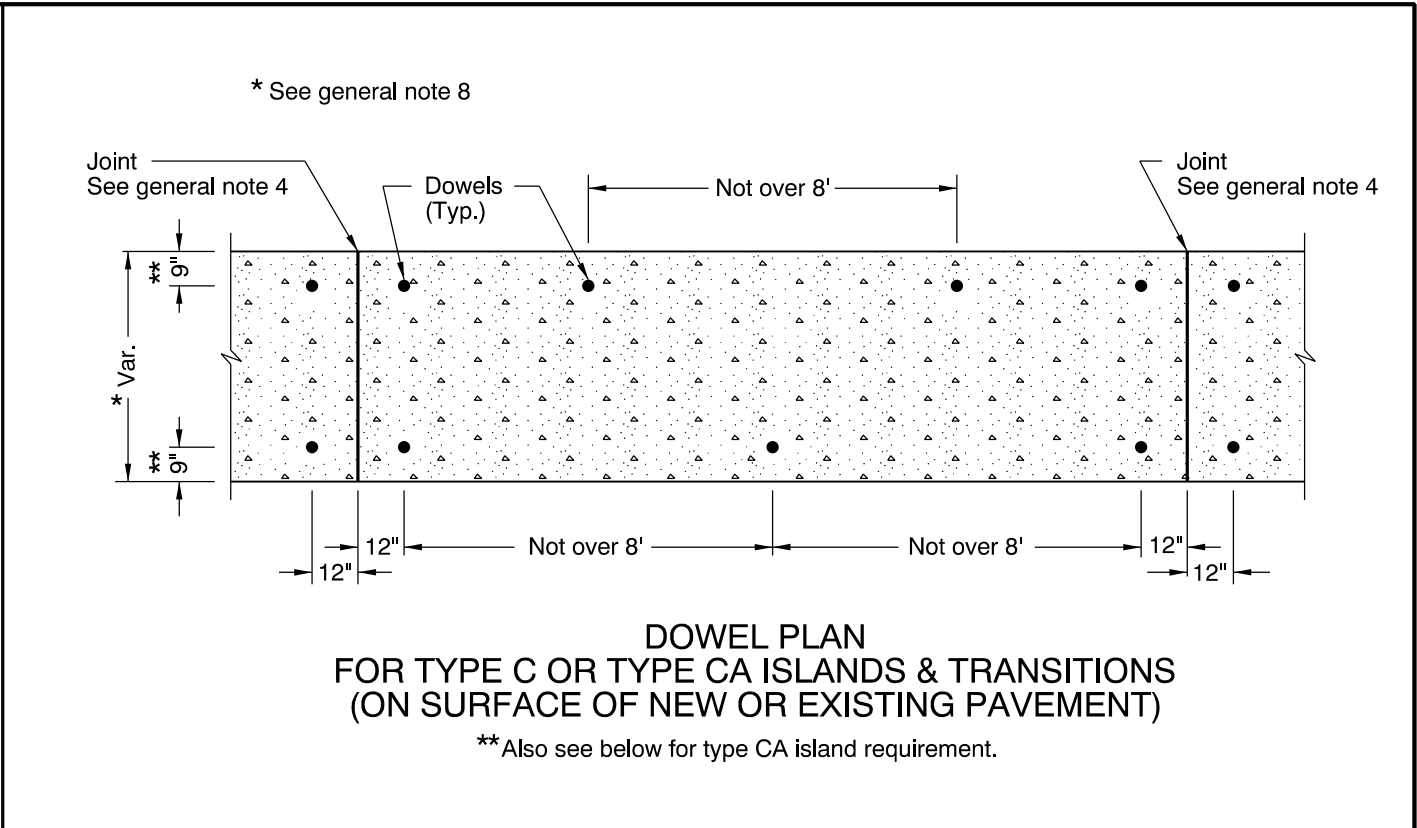 * See general note 8
Joint
See general note 4
Dowels
(Typ.)
Not over 8'
Joint
See general note 4
** 9"
* Var.
** 9"
12"
Not over 8'
Not over 8'
12"
12"
12"
DOWEL PLAN
FOR TYPE C OR TYPE CA ISLANDS & TRANSITIONS
(ON SURFACE OF NEW OR EXISTING PAVEMENT)
**Also see below for type CA island requirement.